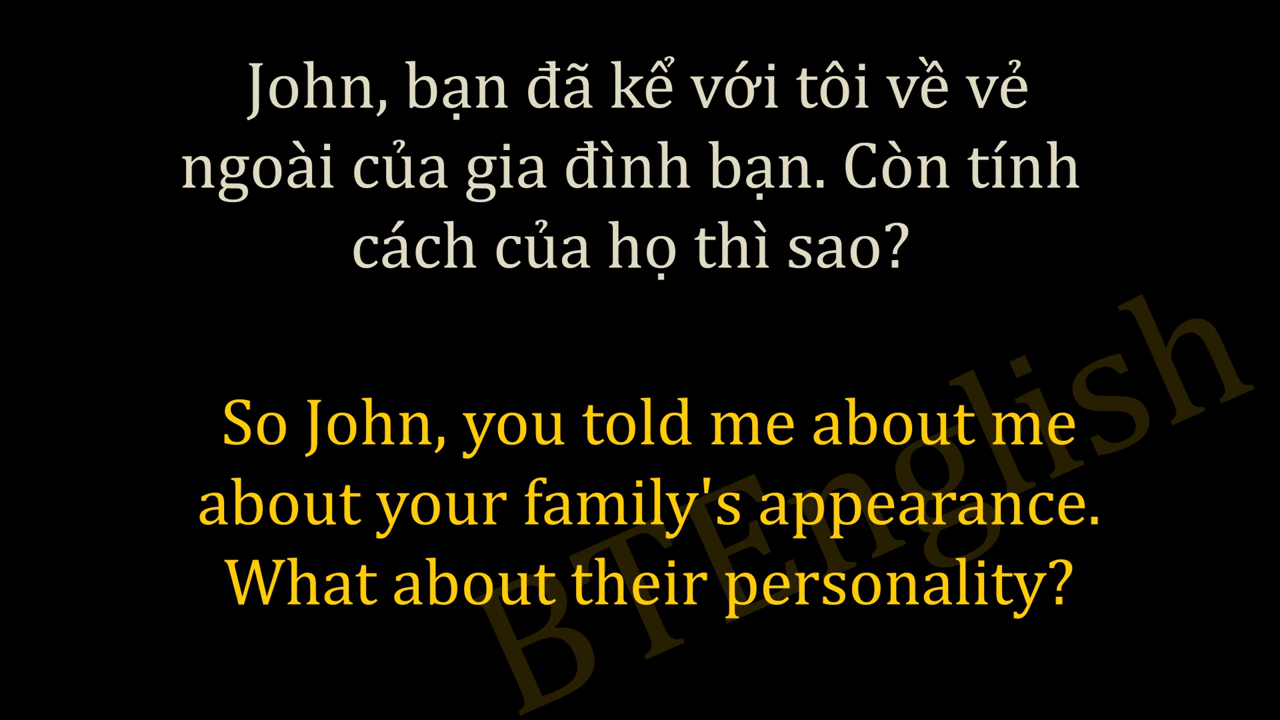 John, bạn đã kể với tôi về vẻ
ngoài của gia đình bạn. Còn tính
cách của họ thì sao?
So John, you told me about me
about your family's appearance.
What about their personality?
BTEnglish